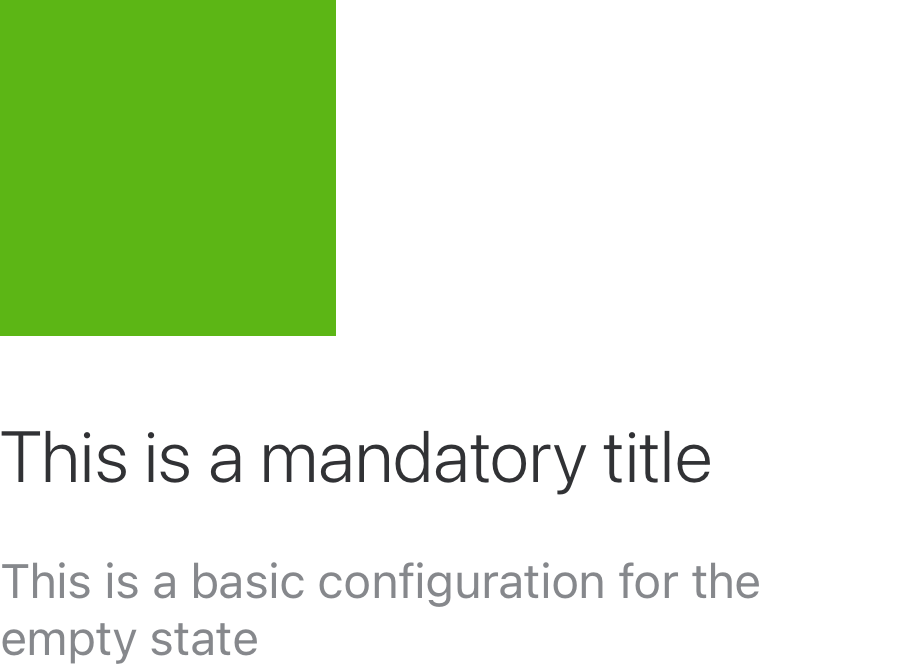 This is a mandatory title
This is a basic configuration for the
empty state